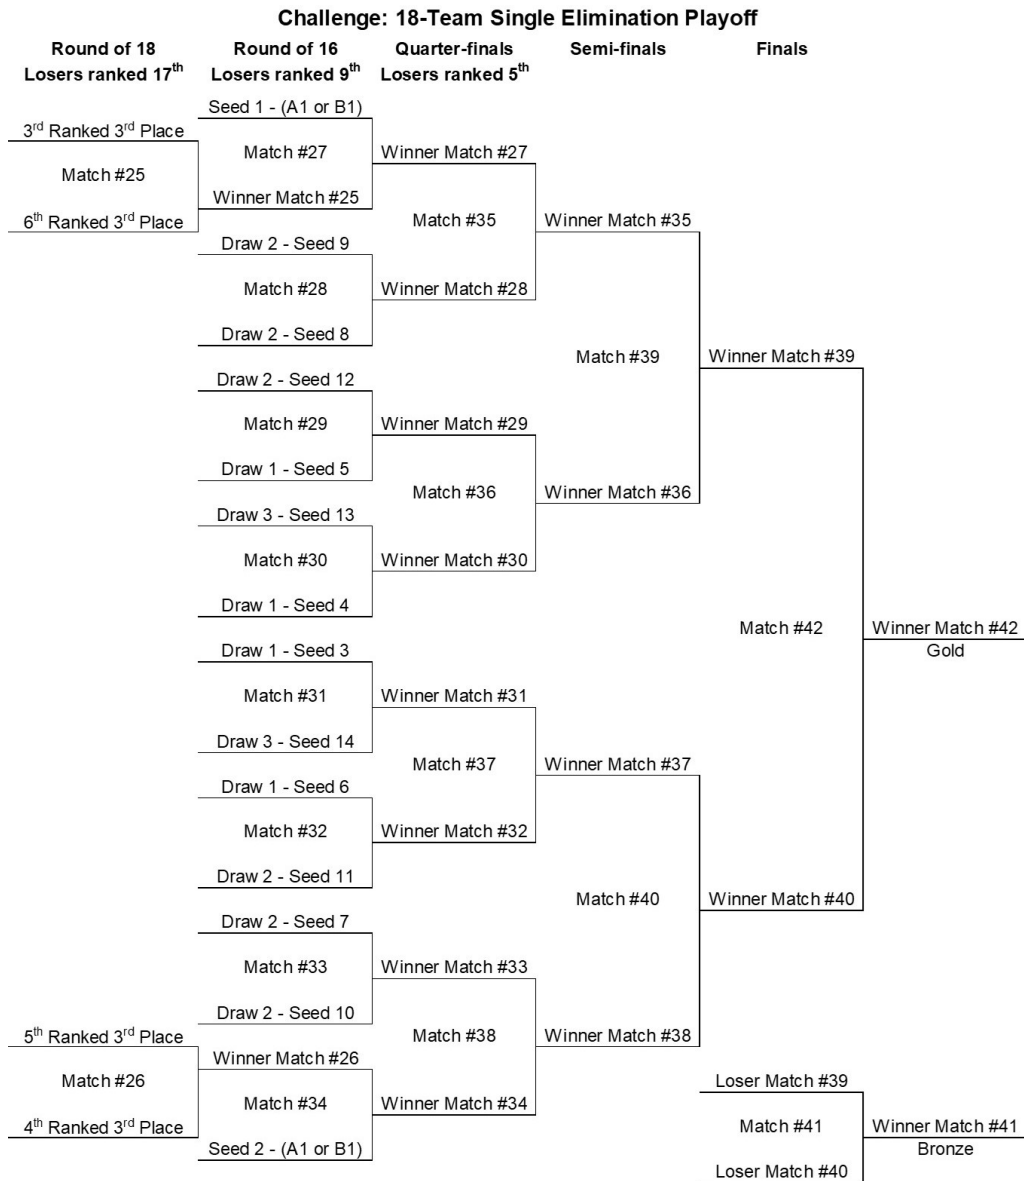 Challenge: 18-Team Single Elimination Playoff
Round of 18
Losers ranked 17th
Round of 16
Losers ranked 9th
Quarter-finals
Losers ranked 5th
Semi-finals
Finals
3rd Ranked 3rd Place
Match #25
6th Ranked 3rd Place
5th Ranked 3rd Place
Match #26
4th Ranked 3rd Place
Seed 1 - (A1 or B1)
Match #27
Winner Match #25
Draw 2 - Seed 9
Match #28
Draw 2 - Seed 8
Draw 2 - Seed 12
Match #29
Draw 1 - Seed 5
Draw 3 - Seed 13
Match #30
Draw 1 - Seed 4
Draw 1 - Seed 3
Match #31
Draw 3 - Seed 14
Draw 1 - Seed 6
Match #32
Draw 2 - Seed 11
Draw 2 - Seed 7
Match #33
Draw 2 - Seed 10
Winner Match #26
Match #34
Seed 2 - (A1 or B1)
Winner Match #27
Match #35
Winner Match #28
Winner Match #29
Match #36
Winner Match #30
Winner Match #31
Match #37
Winner Match #32
Winner Match #33
Match #38
Winner Match #34
Winner Match #35
Match #39
Winner Match #36
Winner Match #37
Match #40
Winner Match #38
Winner Match #39
Match #42
Winner Match #40
Loser Match #39
Match #41
Loser Match #40
Winner Match #42
Gold
Winner Match #41
Bronze